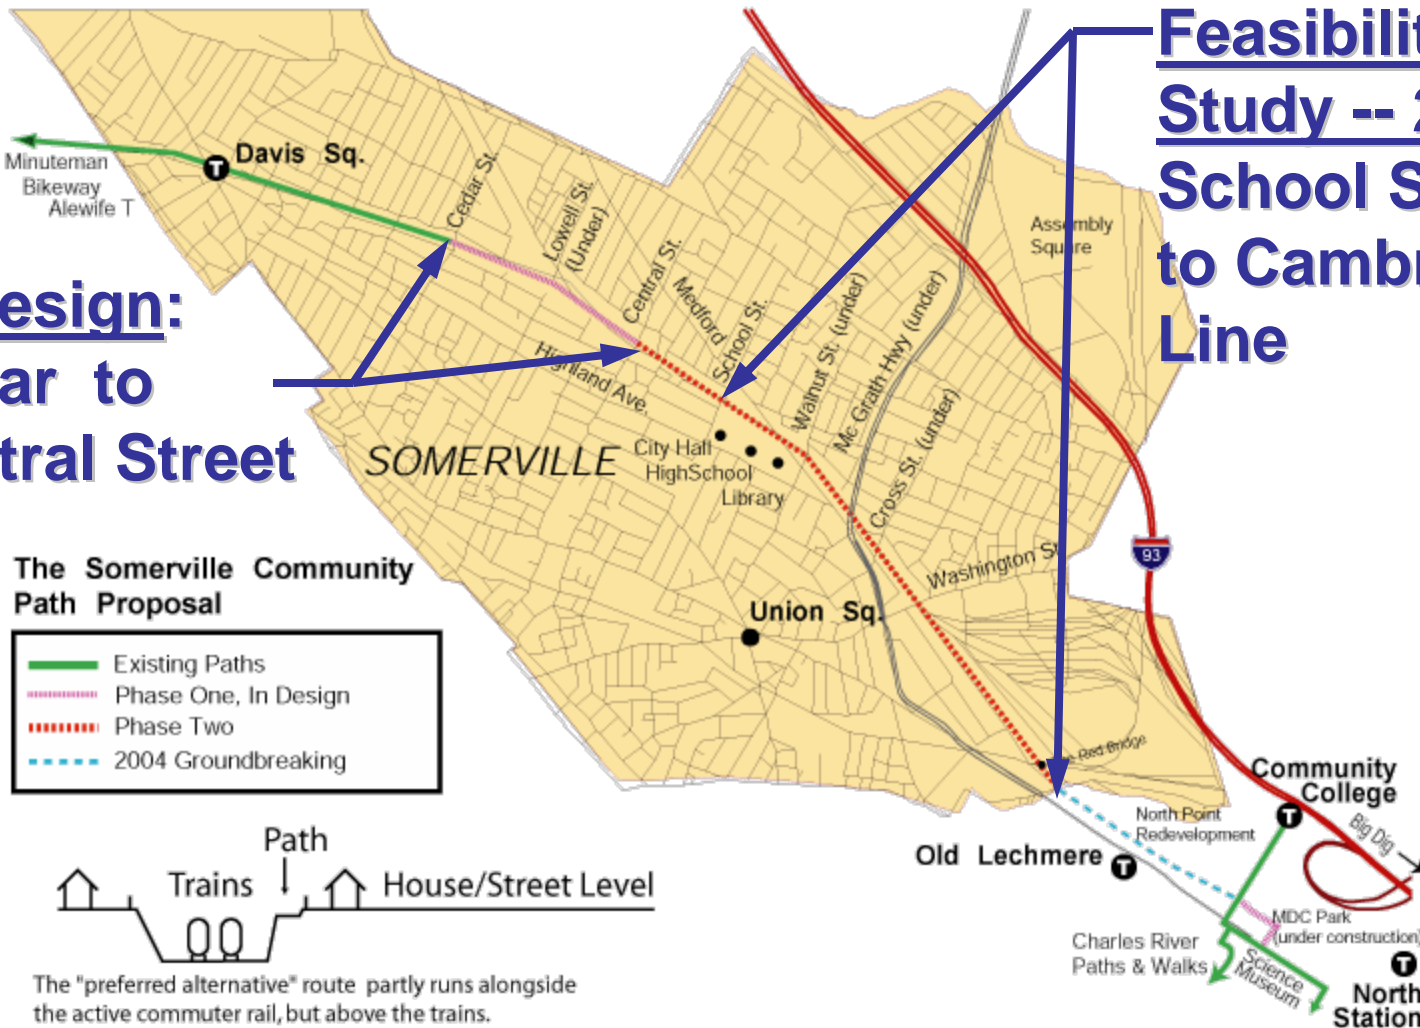 Feasibilit
Study -- 2
School S
to Camb
Line
Minuteman
Bikeway
Alewife T
T
Davis Sq.
Cedar St.
Lowell St.
(Under)
Central St.
Medford
School St.
Walnut St. (under)
Mc Grath Hwy (under)
Cross St. (under)
Assembly
Square
esign:
ar to
tral Street
Highland Ave.
SOMERVILLE
City Hall
HighSchool
Library
Washington St
93
Union Sq.
The Somerville Community
Path Proposal
Existing Paths
Phase One, In Design
Phase Two
2004 Groundbreaking
Red Bridge
Community
College
T
Big Dig
North Point
Redevelopment
Old Lechmere
T
MDC Park
(under construction)
Charles River
Paths & Walks
Science
Museum
T
North
Station
Path
Trains
House/Street Level
The "preferred alternative" route partly runs alongside
the active commuter rail, but above the trains.